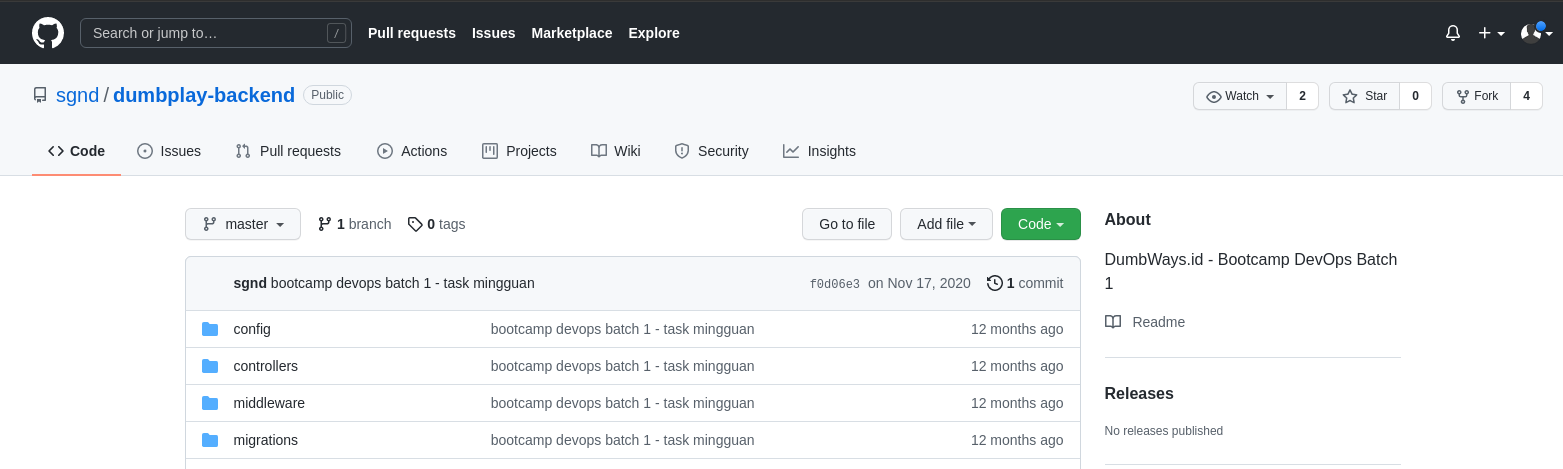 Search or jump to… /
Pull requests Issues Marketplace Explore
sgnd / dumbplay-backend Public
Watch 2 Star 0 Fork 4
Code Issues Pull requests Actions Projects Wiki Security Insights
master 1 branch 0 tags Go to file Add file Code
sgnd bootcamp devops batch 1 - task mingguan f0d06e3 on Nov 17, 2020 1 commit
config bootcamp devops batch 1 - task mingguan 12 months ago
controllers bootcamp devops batch 1 - task mingguan 12 months ago
middleware bootcamp devops batch 1 - task mingguan 12 months ago
migrations bootcamp devops batch 1 - task mingguan 12 months ago
About
DumbWays.id - Bootcamp DevOps Batch
1
Readme
Releases
No releases published